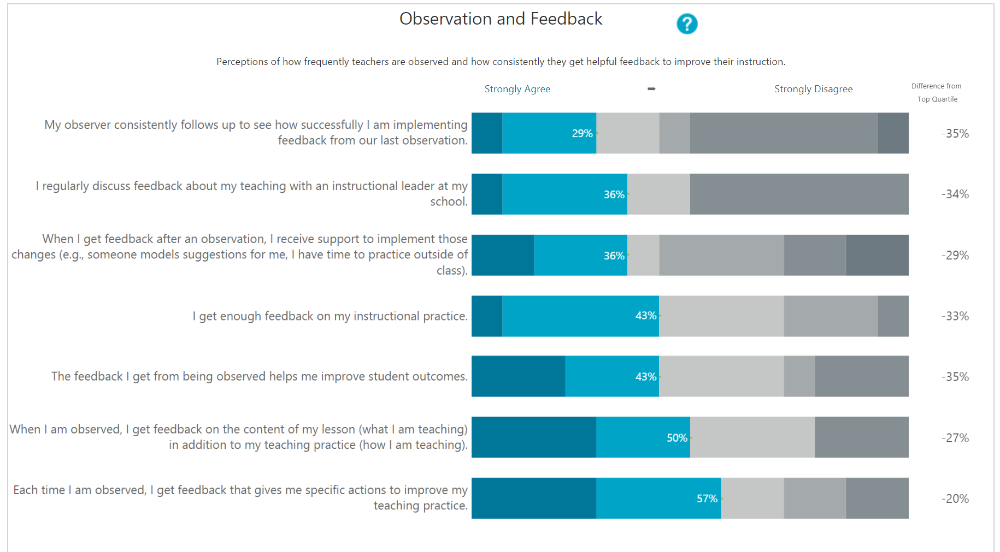 Observation and Feedback
?
Perceptions of how frequently teachers are observed and how consistently they get helpful feedback to improve their instruction.
Strongly Agree ➡ Strongly Disagree
Difference from
Top Quartile
My observer consistently follows up to see how successfully I am implementing
feedback from our last observation.
29%
-35%
I regularly discuss feedback about my teaching with an instructional leader at my
school.
36%
-34%
When I get feedback after an observation, I receive support to implement those
changes (e.g., someone models suggestions for me, I have time to practice outside of
class).
36%
-29%
I get enough feedback on my instructional practice.
43%
-33%
The feedback I get from being observed helps me improve student outcomes.
43%
-35%
When I am observed, I get feedback on the content of my lesson (what I am teaching)
in addition to my teaching practice (how I am teaching).
50%
-27%
Each time I am observed, I get feedback that gives me specific actions to improve my
teaching practice.
57%
-20%